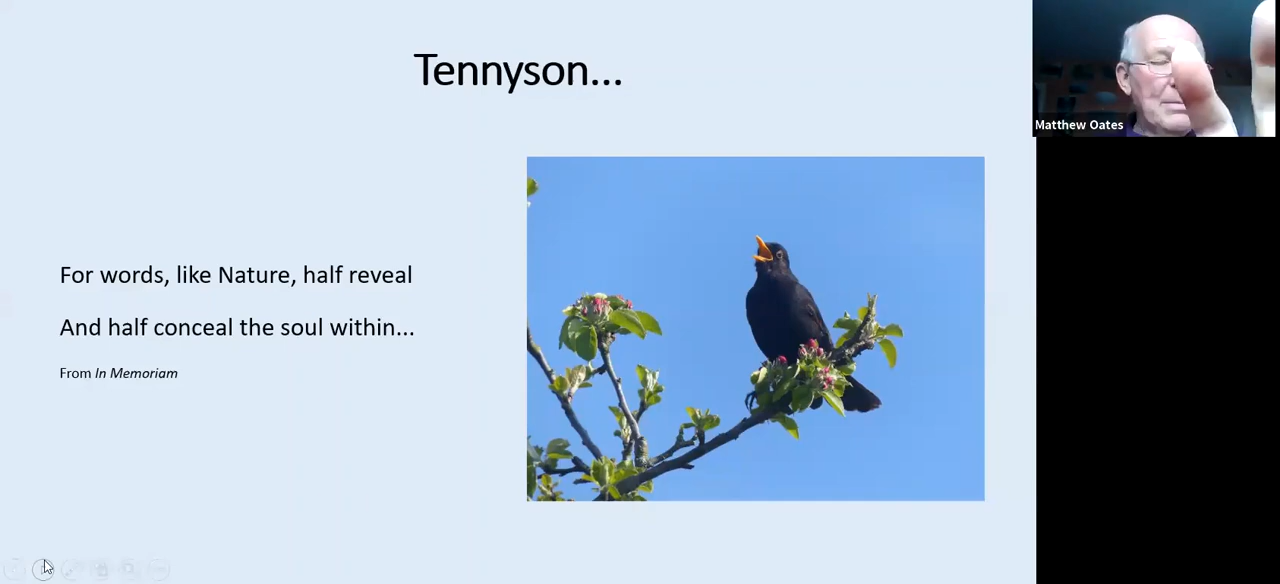 Tennyson...
For words, like Nature, half reveal
And half conceal the soul within...
From In Memoriam
Matthew Oates